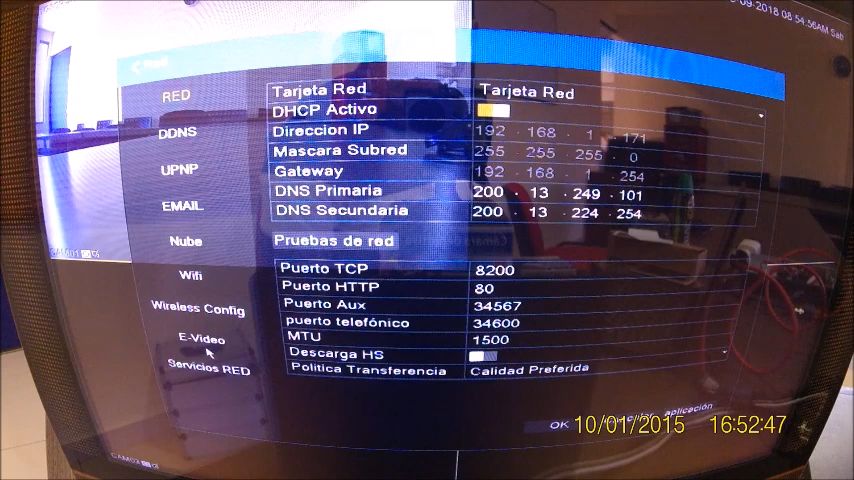 -09-2018 08:54:56AM Sab
Red
RED
DDNS
UPNP
EMAIL
Nube
Wifi
Wireless Config
E-Video
Servicios RED
Tarjeta Red Tarjeta Red
DHCP Activo
Direccion IP 192 · 168 · 1 · 171
Mascara Subred 255 255 255 · 0
Gateway 192 · 168 · 1 · 254
DNS Primaria 200 · 13 · 249 · 101
DNS Secundaria 200 · 13 · 224 · 254
Pruebas de red
Puerto TCP 8200
Puerto HTTP 80
Puerto Aux 34567
puerto telefónico 34600
MTU 1500
Descarga HS
Politica Transferencia Calidad Preferida
OK aplicación
CAM01
CAM03
10/01/2015 16:52:47